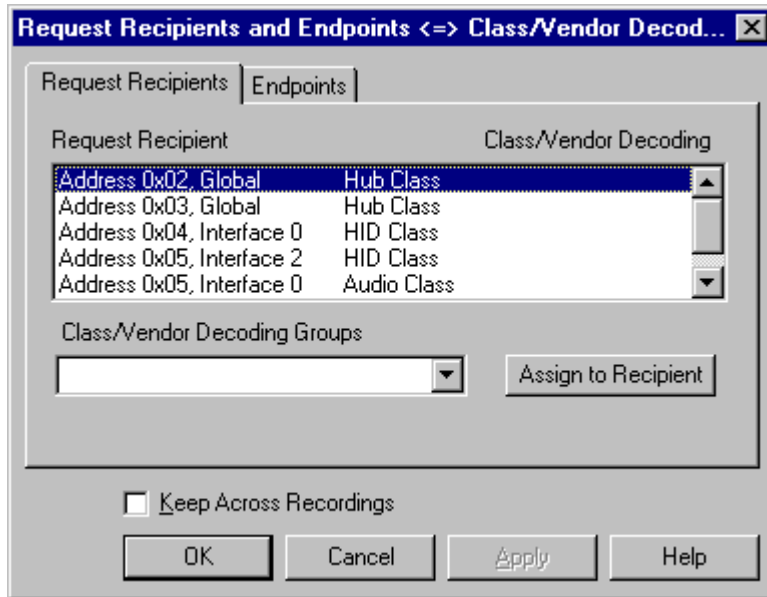 Request Recipients and Endpoints <=> Class/Vendor Decod...
Request Recipients Endpoints
Request Recipient Class/Vendor Decoding
Address 0x02, Global Hub Class
Address 0x03, Global Hub Class
Address 0x04, Interface 0 HID Class
Address 0x05, Interface 2 HID Class
Address 0x05, Interface 0 Audio Class
Class/Vendor Decoding Groups
Assign to Recipient
Keep Across Recordings
OK Cancel Apply Help